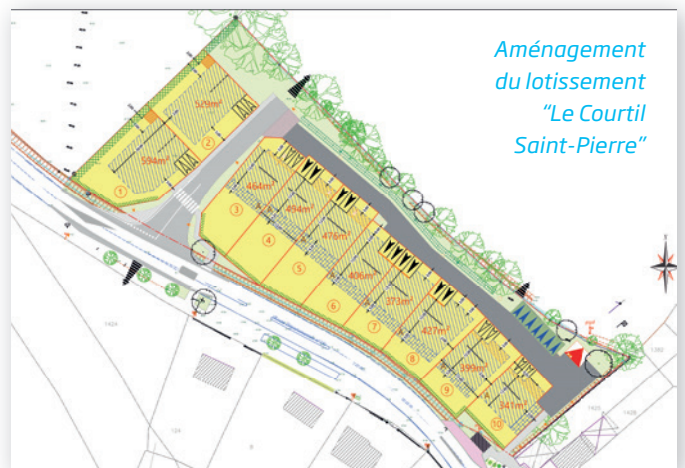 Aménagement
du lotissement
“Le Courtil
Saint-Pierre”
529m²
594m²
2
1
464m²
494m²
476m²
406m²
373m²
427m²
399m²
341m²
3
4
5
6
7
8
9
10